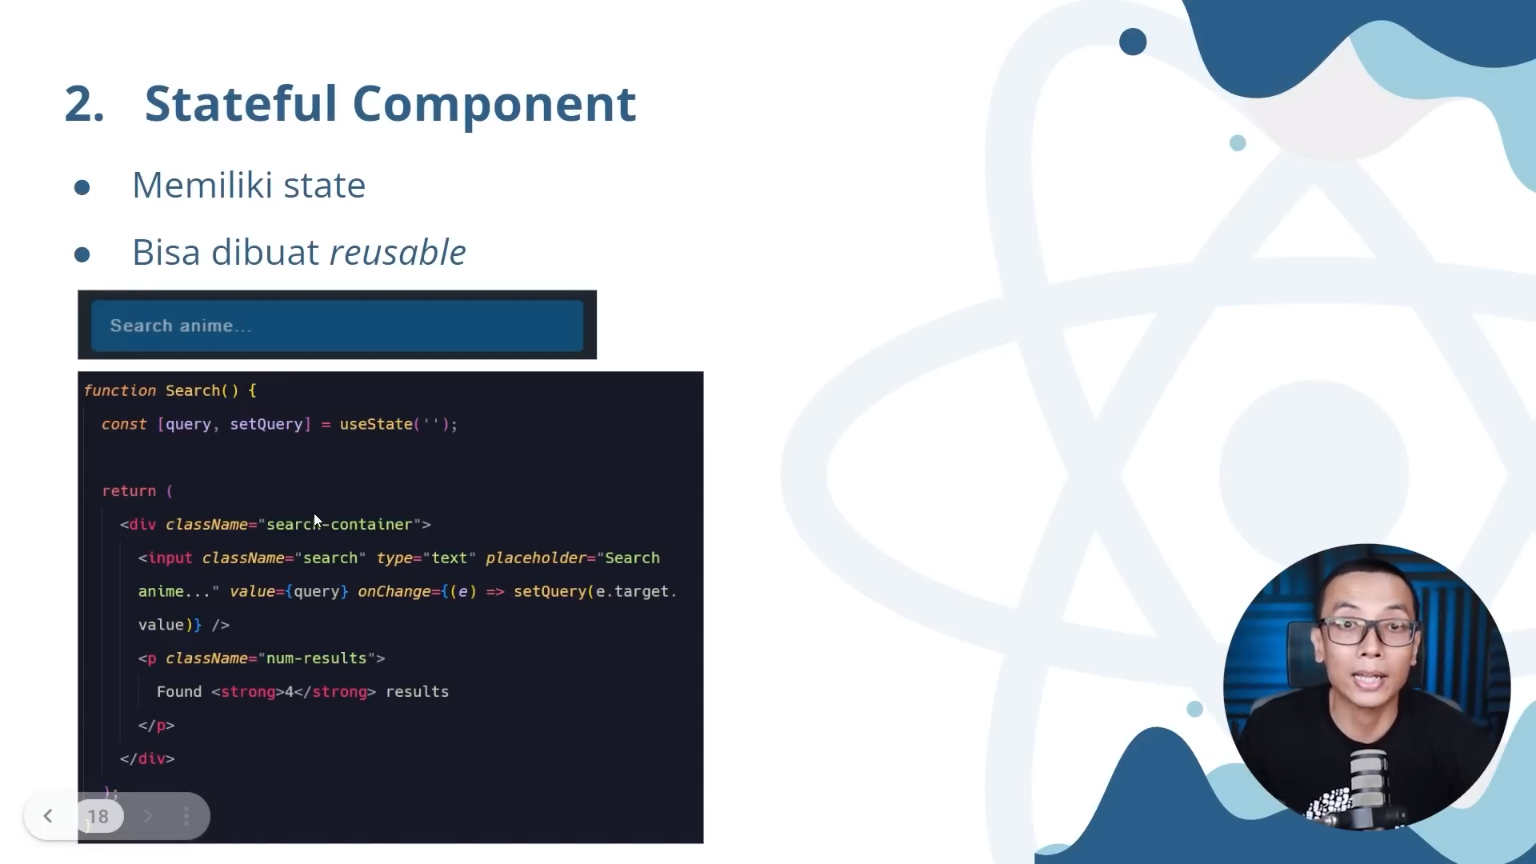 2. Stateful Component
● Memiliki state
● Bisa dibuat reusable
Search anime...
function Search() {
const [query, setQuery] = useState('');
return (
<div className="search-container">
<input className="search" type="text" placeholder="Search
anime..." value={query} onChange={(e) => setQuery(e.target.
value)} />
<p className="num-results">
Found <strong>4</strong> results
</p>
</div>
);
}
18